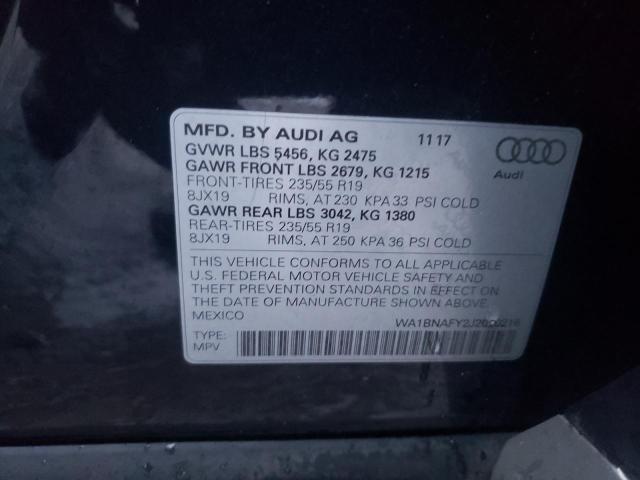 MFD. BY AUDI AG 11 17
GVWR LBS 5456, KG 2475
GAWR FRONT LBS 2679, KG 1215
FRONT-TIRES 235/55 R19
8JX19 RIMS, AT 230 KPA 33 PSI COLD
GAWR REAR LBS 3042, KG 1380
REAR-TIRES 235/55 R19
8JX19 RIMS, AT 250 KPA 36 PSI COLD
Audi
THIS VEHICLE CONFORMS TO ALL APPLICABLE
U.S. FEDERAL MOTOR VEHICLE SAFETY AND
THEFT PREVENTION STANDARDS IN EFFECT ON
THE DATE OF MANUFACTURE SHOWN ABOVE.
MEXICO
TYPE:
MPV